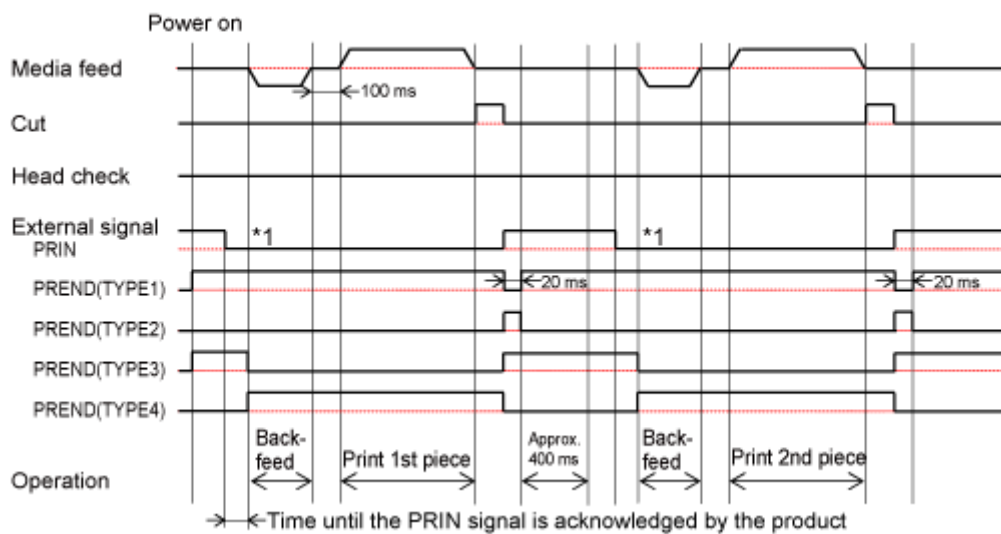 Power on
Media feed
100 ms
Cut
Head check
External signal
PRIN
*1
*1
PREND(TYPE1)
20 ms
20 ms
PREND(TYPE2)
PREND(TYPE3)
PREND(TYPE4)
Operation
Back-
feed
Print 1st piece
Approx.
400 ms
Back-
feed
Print 2nd piece
Time until the PRIN signal is acknowledged by the product